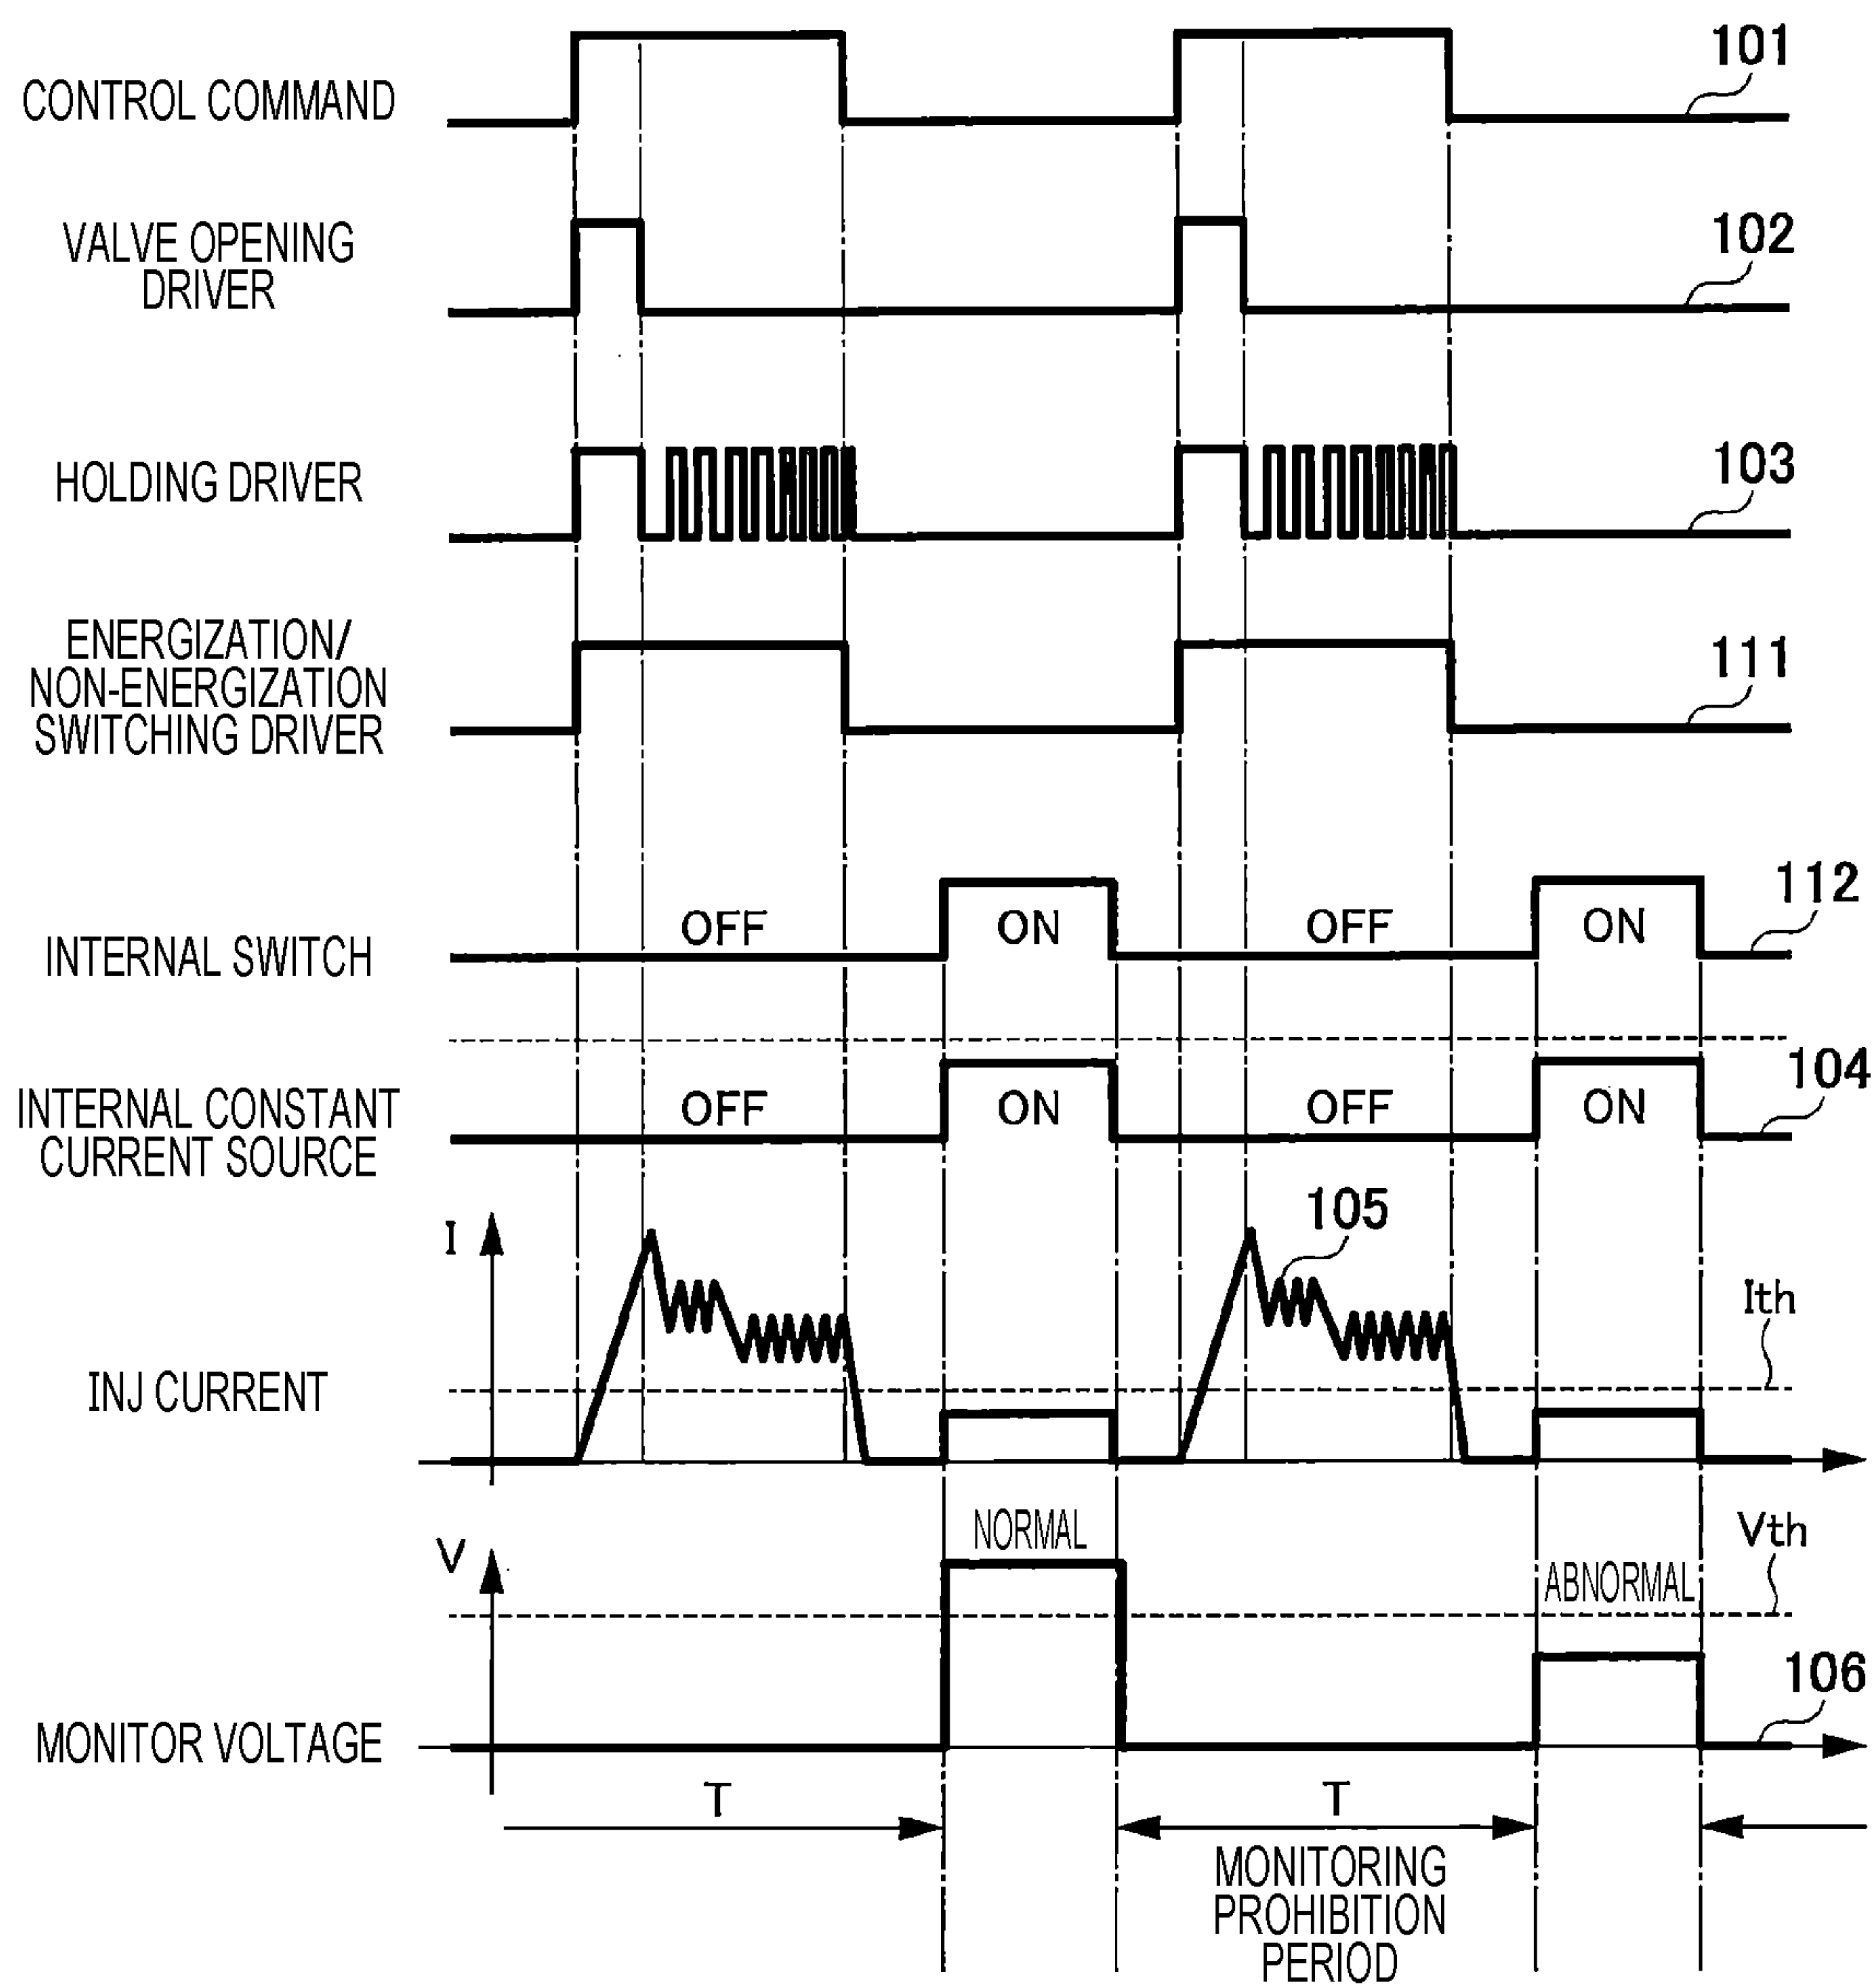 CONTROL COMMAND
101
VALVE OPENING
DRIVER
102
HOLDING DRIVER
103
ENERGIZATION/
NON-ENERGIZATION
SWITCHING DRIVER
111
INTERNAL SWITCH
OFF
ON
OFF
ON
112
INTERNAL CONSTANT
CURRENT SOURCE
OFF
ON
OFF
ON
104
I
105
Ith
INJ CURRENT
V
NORMAL
ABNORMAL
Vth
MONITOR VOLTAGE
106
T
T
MONITORING
PROHIBITION
PERIOD